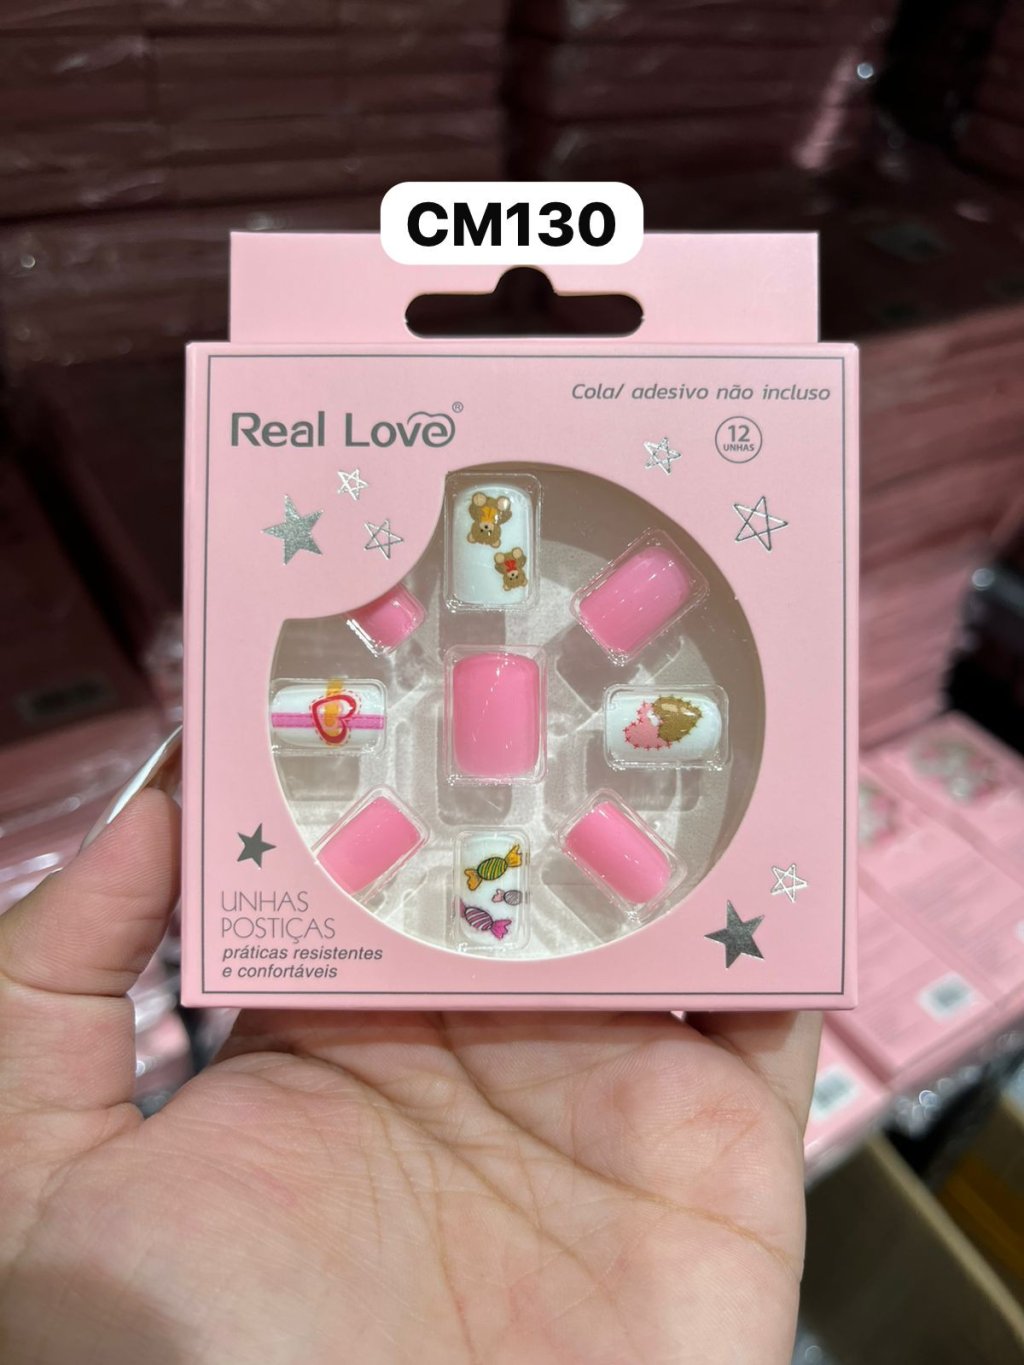 CM130
Cola/ adesivo não incluso
Real Love®
12
UNHAS
UNHAS
POSTIÇAS
práticas resistentes
e confortáveis